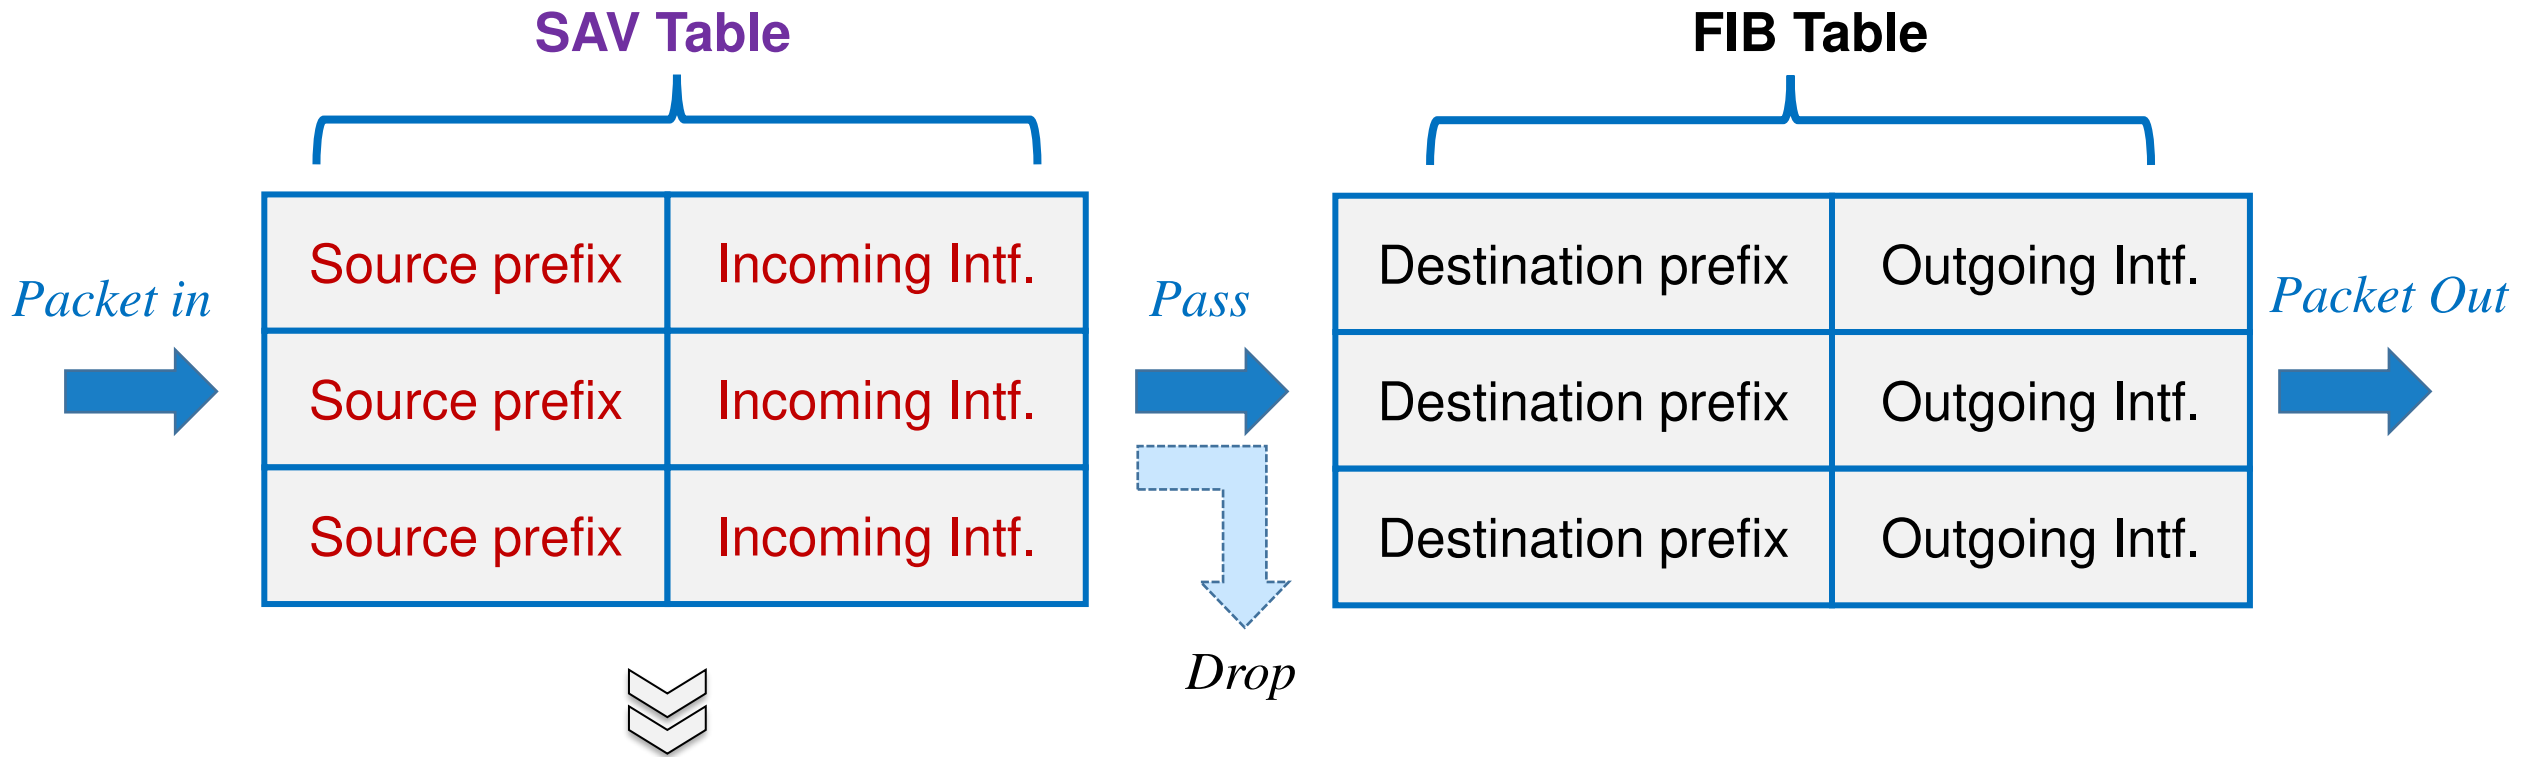 SAV Table
FIB Table
Packet in
Source prefix Incoming Intf.
Source prefix Incoming Intf.
Source prefix Incoming Intf.
Pass
Drop
Destination prefix Outgoing Intf.
Destination prefix Outgoing Intf.
Destination prefix Outgoing Intf.
Packet Out